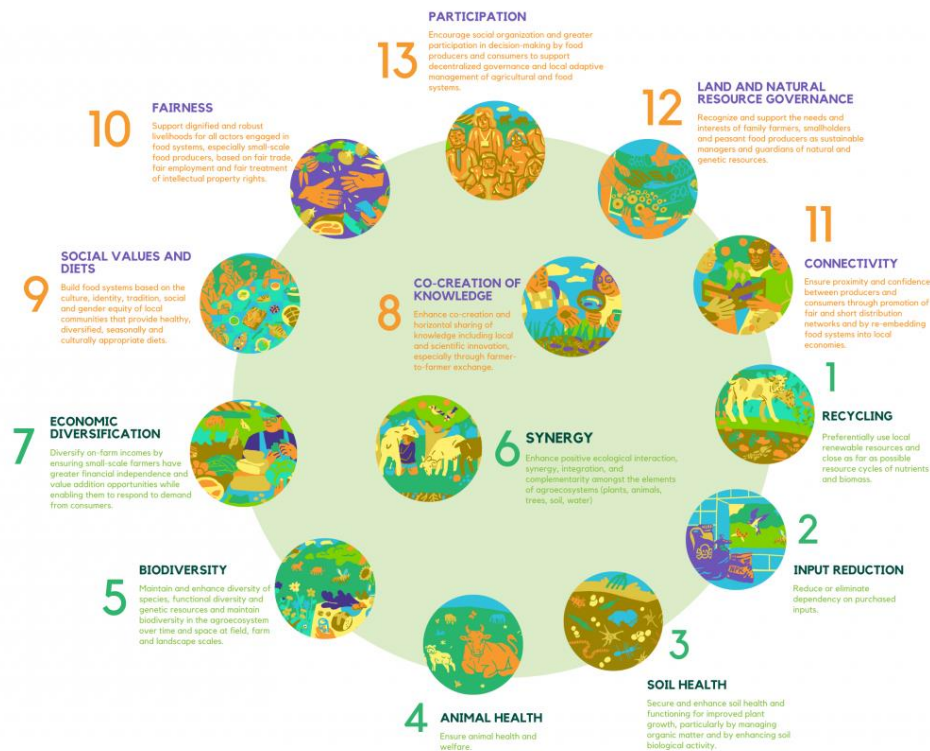 13
PARTICIPATION
Encourage social organization and greater
participation in decision-making by food
producers and consumers to support
decentralized governance and local adaptive
management of agricultural and food
systems.
10
FAIRNESS
Support dignified and robust
livelihoods for all actors engaged in
food systems, especially small-scale
food producers, based on fair trade,
fair employment and fair treatment
of intellectual property rights.
12
LAND AND NATURAL
RESOURCE GOVERNANCE
Recognize and support the needs and
interests of family farmers, smallholders
and peasant food producers as sustainable
managers and guardians of natural and
genetic resources.
9
SOCIAL VALUES AND
DIETS
Build food systems based on the
culture, identity, tradition, social
and gender equity of local
communities that provide healthy,
diversified, seasonally and
culturally appropriate diets.
8
CO-CREATION OF
KNOWLEDGE
Enhance co-creation and
horizontal sharing of
knowledge including local
and scientific innovation,
especially through farmer-
to-farmer exchange.
11
CONNECTIVITY
Ensure proximity and confidence
between producers and
consumers through promotion of
fair and short distribution
networks and by re-embedding
food systems into local
economies.
7
ECONOMIC
DIVERSIFICATION
Diversify on-farm incomes by
ensuring small-scale farmers have
greater financial independence and
value addition opportunities while
enabling them to respond to demand
from consumers.
6
SYNERGY
Enhance positive ecological interaction,
synergy, integration, and
complementarity amongst the elements
of agroecosystems (plants, animals,
trees, soil, water)
1
RECYCLING
Preferentially use local
renewable resources and
close as far as possible
resource cycles of nutrients
and biomass.
2
INPUT REDUCTION
Reduce or eliminate
dependency on purchased
inputs.
5
BIODIVERSITY
Maintain and enhance diversity of
species, functional diversity and
genetic resources and maintain
biodiversity in the agroecosystem
over time and space at field, farm
and landscape scales.
4
ANIMAL HEALTH
Ensure animal health and
welfare.
3
SOIL HEALTH
Secure and enhance soil health and
functioning for improved plant
growth, particularly by managing
organic matter and by enhancing soil
biological activity.